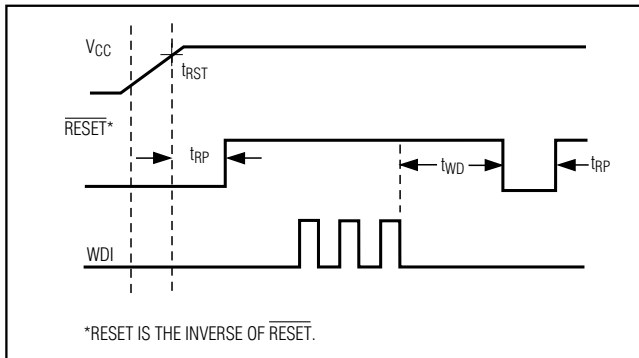 VCC
tRST
RESET*
tRP
tWD
tRP
WDI
*RESET IS THE INVERSE OF RESET.